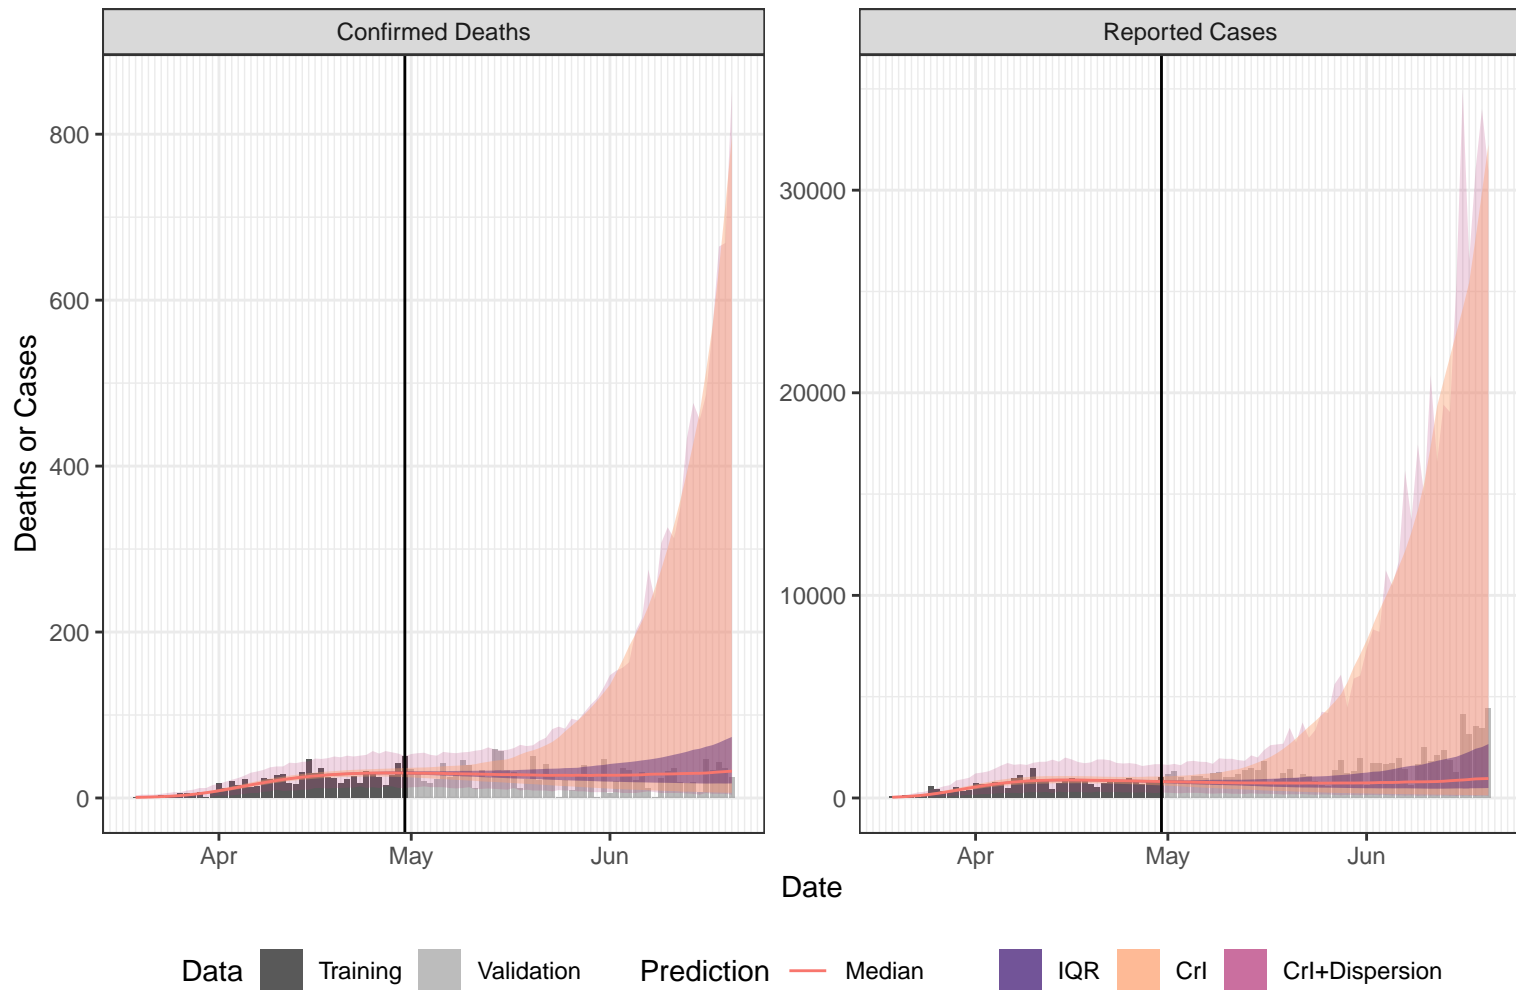 Confirmed Deaths
Reported Cases
Deaths or Cases
800
600
400
200
0
30000
20000
10000
0
Apr
May
Jun
Apr
May
Jun
Date
Data Training Validation Prediction Median IQR CrI CrI+Dispersion